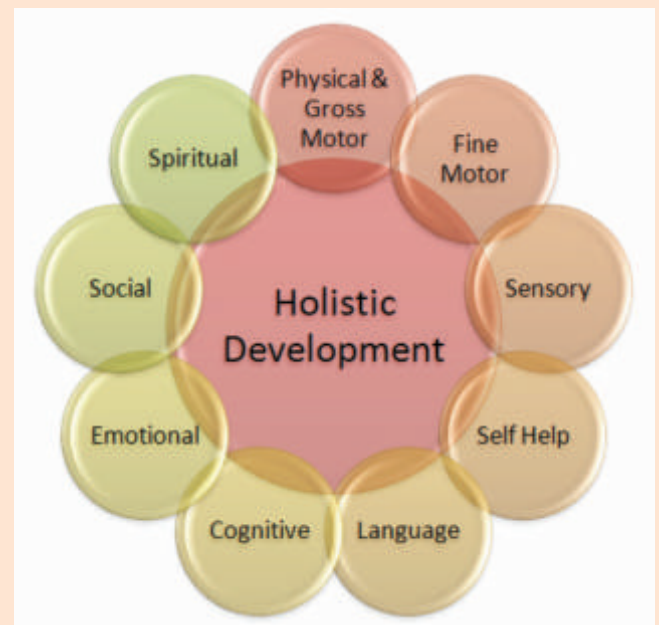 Physical &
Gross
Motor
Fine
Motor
Sensory
Self Help
Language
Cognitive
Emotional
Social
Spiritual
Holistic
Development